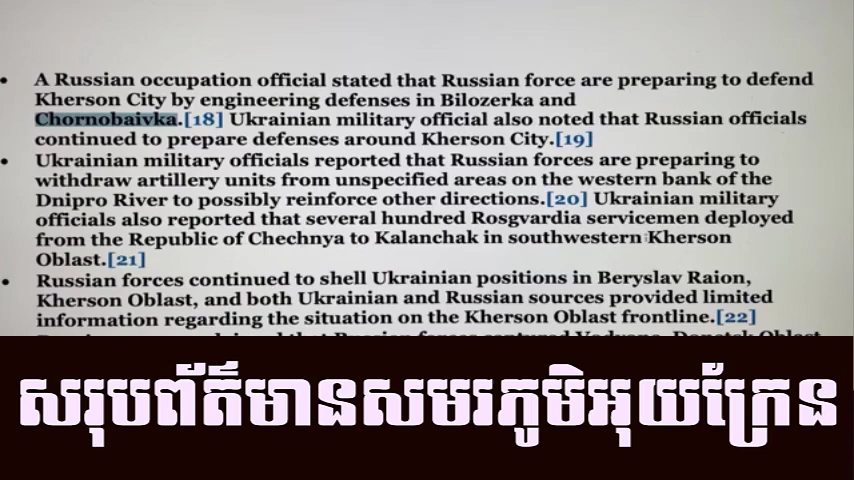 A Russian occupation official stated that Russian force are preparing to defend
Kherson City by engineering defenses in Bilozerka and
Chornobaivka.[18] Ukrainian military official also noted that Russian officials
continued to prepare defenses around Kherson City.[19]
Ukrainian military officials reported that Russian forces are preparing to
withdraw artillery units from unspecified areas on the western bank of the
Dnipro River to possibly reinforce other directions.[20] Ukrainian military
officials also reported that several hundred Rosgvardia servicemen deployed
from the Republic of Chechnya to Kalanchak in southwestern Kherson
Oblast.[21]
Russian forces continued to shell Ukrainian positions in Beryslav Raion,
Kherson Oblast, and both Ukrainian and Russian sources provided limited
information regarding the situation on the Kherson Oblast frontline.[22]
សរុបព័ត៌មានសមរភូមិអុយក្រែន